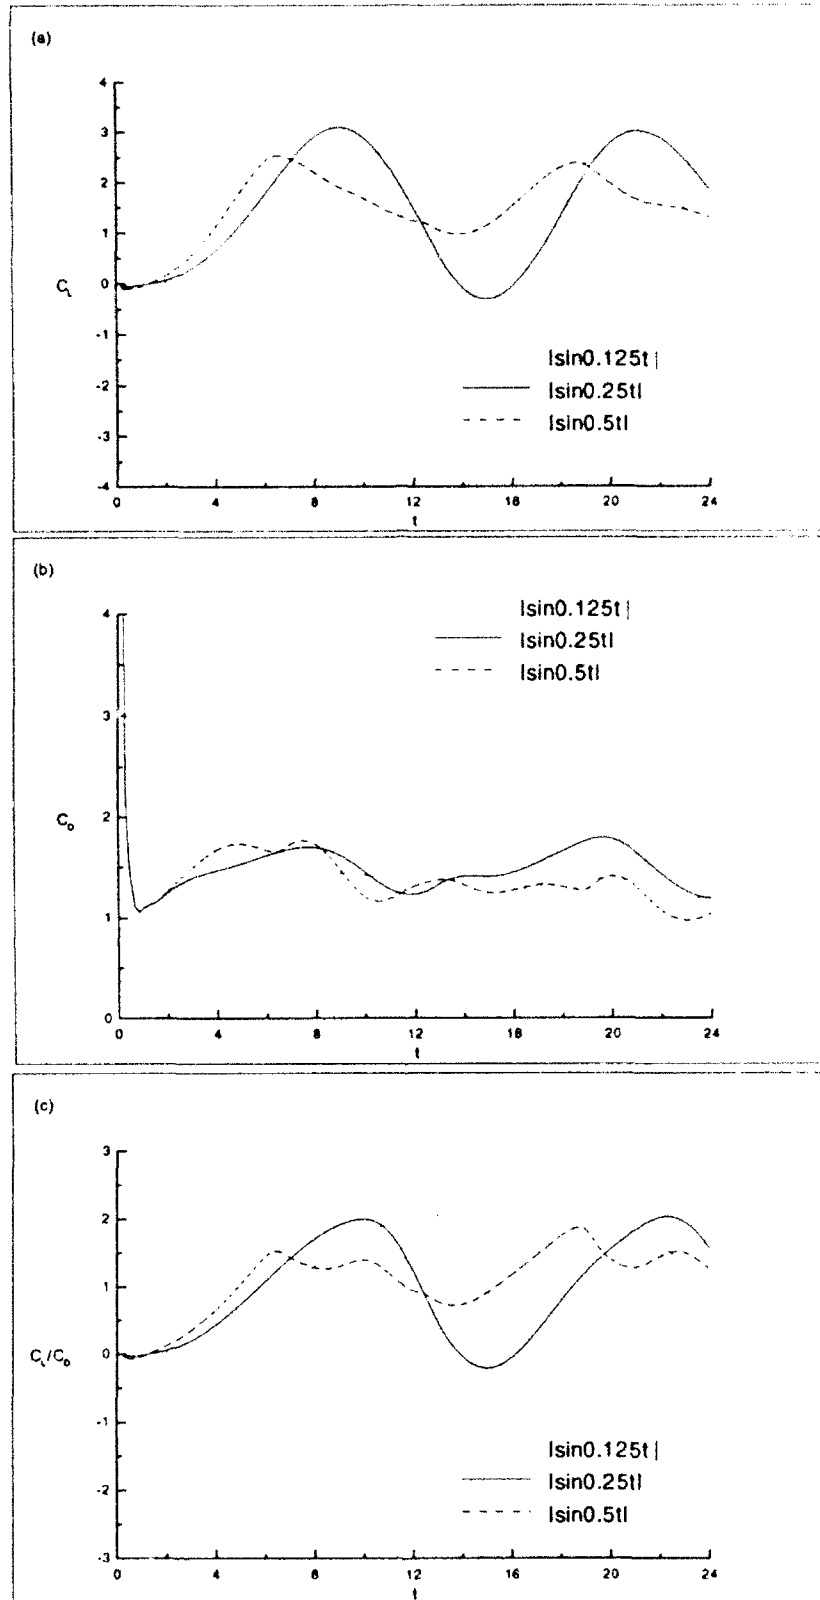 (a)
4
3
2
1
0
-1
-2
-3
-4
C_L
|sin0.125t|
|sin0.25t|
|sin0.5t|
0 4 8 12 16 20 24
t
(b)
|sin0.125t|
|sin0.25t|
|sin0.5t|
4
3
2
1
0
C_D
0 4 8 12 16 20 24
t
(c)
3
2
1
0
-1
-2
-3
C_L/C_D
|sin0.125t|
|sin0.25t|
|sin0.5t|
0 4 8 12 16 20 24
t